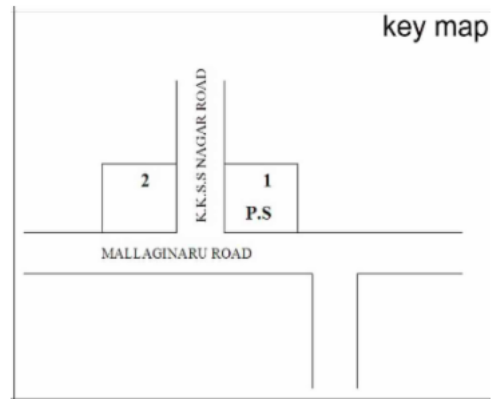 key map
K.K.S.S NAGAR ROAD
2
1
P.S
MALLAGINARU ROAD